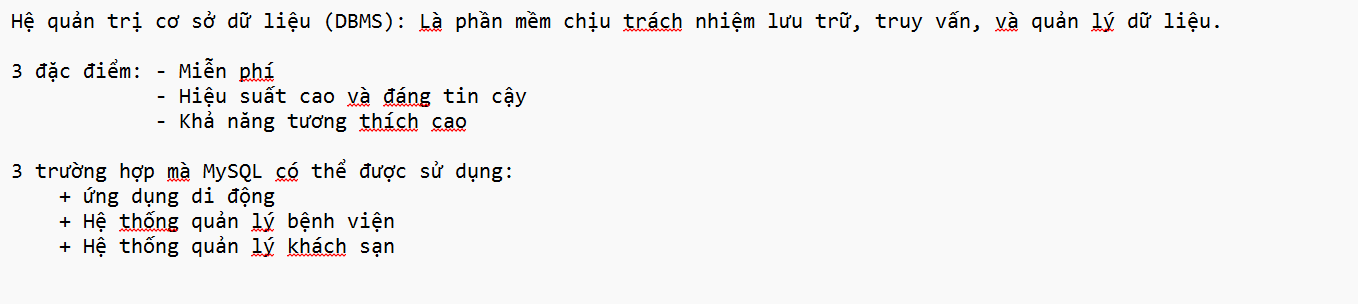 Hệ quản trị cơ sở dữ liệu (DBMS): Là phần mềm chịu trách nhiệm lưu trữ, truy vấn, và quản lý dữ liệu.
3 đặc điểm: - Miễn phí
- Hiệu suất cao và đáng tin cậy
- Khả năng tương thích cao
3 trường hợp mà MySQL có thể được sử dụng:
+ ứng dụng di động
+ Hệ thống quản lý bệnh viện
+ Hệ thống quản lý khách sạn